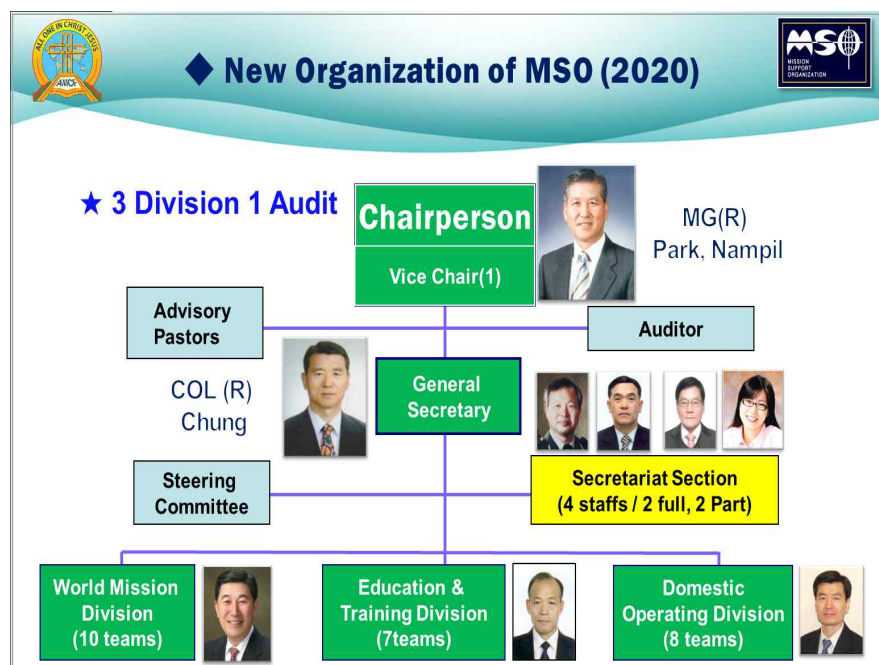 ALL ONE IN CHRIST JESUS
◆ New Organization of MSO (2020)
MSO
MISSION
SUPPORT
ORGANIZATION
★ 3 Division 1 Audit
Chairperson
Vice Chair(1)
MG(R)
Park, Nampil
Advisory
Pastors
Auditor
COL (R)
Chung
General
Secretary
Steering
Committee
Secretariat Section
(4 staffs / 2 full, 2 Part)
World Mission
Division
(10 teams)
Education &
Training Division
(7teams)
Domestic
Operating Division
(8 teams)